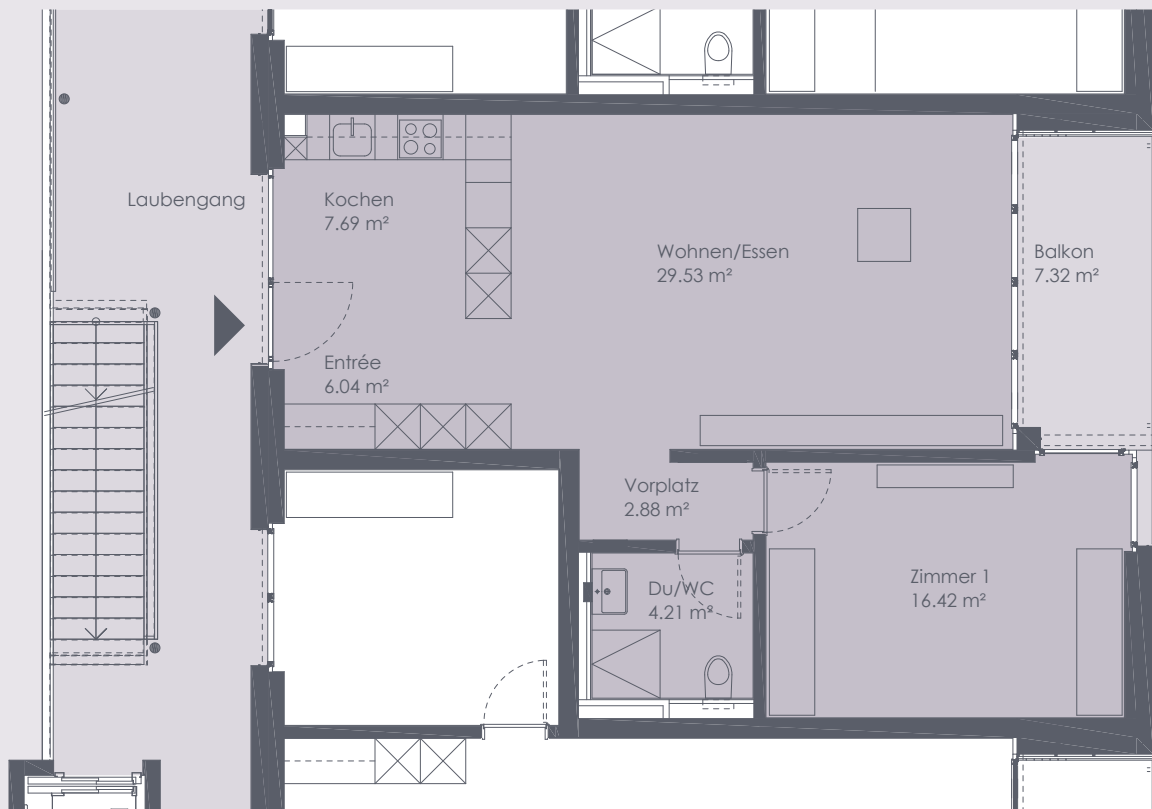 Laubengang
Kochen
7.69 m²
Wohnen/Essen
29.53 m²
Balkon
7.32 m²
Entrée
6.04 m²
Vorplatz
2.88 m²
Du/WC
4.21 m²
Zimmer 1
16.42 m²